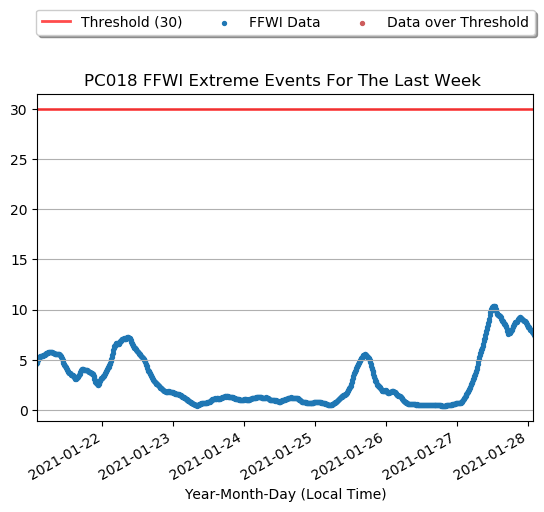 Threshold (30) FFWI Data Data over Threshold
PC018 FFWI Extreme Events For The Last Week
30
25
20
15
10
5
0
2021-01-22 2021-01-23 2021-01-24 2021-01-25 2021-01-26 2021-01-27 2021-01-28
Year-Month-Day (Local Time)